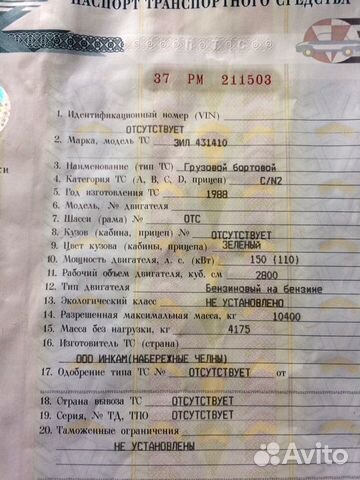 ПАСПОРТ ТРАНСПОРТНОГО СРЕДСТВА
37 РМ 211503
1. Идентификационный номер (VIN)
ОТСУТСТВУЕТ
2. Марка, модель ТС ЗИЛ 431410
3. Наименование (тип ТС) Грузовой бортовой
4. Категория ТС (А, В, С, D, прицеп) C/N2
5. Год изготовления ТС 1988
6. Модель, № двигателя
7. Шасси (рама) № ОТС
8. Кузов (кабина, прицеп) № ОТСУТСТВУЕТ
9. Цвет кузова (кабины, прицепа) ЗЕЛЕНЫЙ
10. Мощность двигателя, л. с. (кВт) 150 (110)
11. Рабочий объем двигателя, куб. см 2800
12. Тип двигателя Бензиновый на бензине
13. Экологический класс НЕ УСТАНОВЛЕНО
14. Разрешенная максимальная масса, кг 10400
15. Масса без нагрузки, кг 4175
16. Изготовитель ТС (страна)
ООО ИНКАМ(НАБЕРЕЖНЫЕ ЧЕЛНЫ)
17. Одобрение типа ТС № ОТСУТСТВУЕТ от
18. Страна вывоза ТС ОТСУТСТВУЕТ
19. Серия, № ТД, ТПО ОТСУТСТВУЕТ
20. Таможенные ограничения
НЕ УСТАНОВЛЕНЫ
Avito